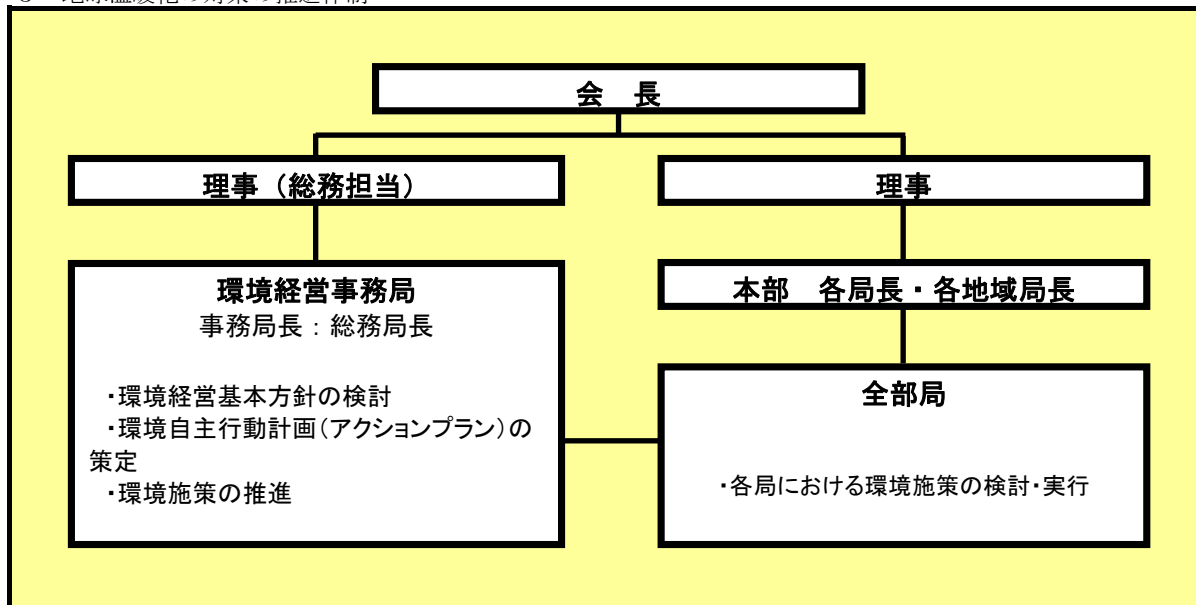 会　長
理事（総務担当）
理事
環境経営事務局
事務局長：総務局長
・環境経営基本方針の検討
・環境自主行動計画（アクションプラン）の
策定
・環境施策の推進
本部　各局長・各地域局長
全部局
・各局における環境施策の検討・実行